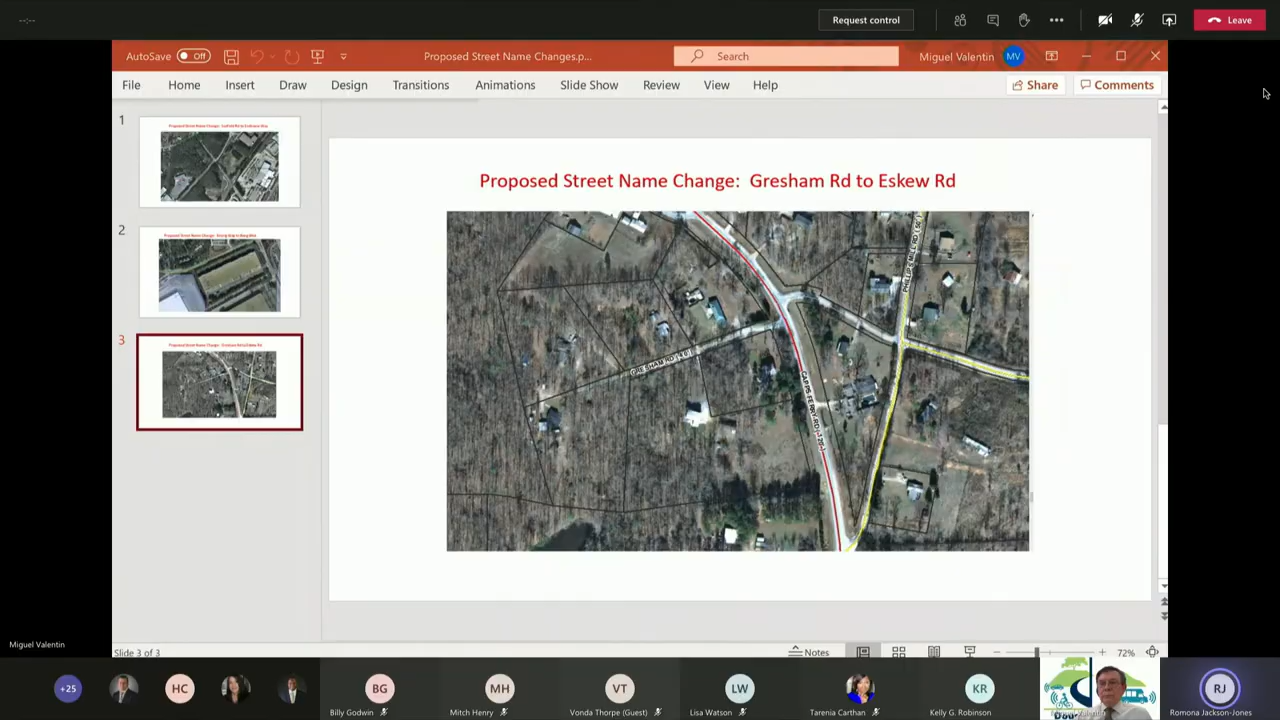 --:--
Request control
Leave
AutoSave Off
Proposed Street Name Changes.p...
Search
Miguel Valentin MV
File Home Insert Draw Design Transitions Animations Slide Show Review View Help
Share Comments
1
2
3
Proposed Street Name Change: Gresham Rd to Eskew Rd
GRESHAM RD
CAPPS FERRY RD
PHILLIPS MILL RD
Miguel Valentin
Slide 3 of 3
Notes
72%
+25
HC
BG
MH
VT
LW
KR
RJ
Billy Godwin
Mitch Henry
Vonda Thorpe (Guest)
Lisa Watson
Tarenia Carthan
Kelly G. Robinson
Romona Jackson-Jones